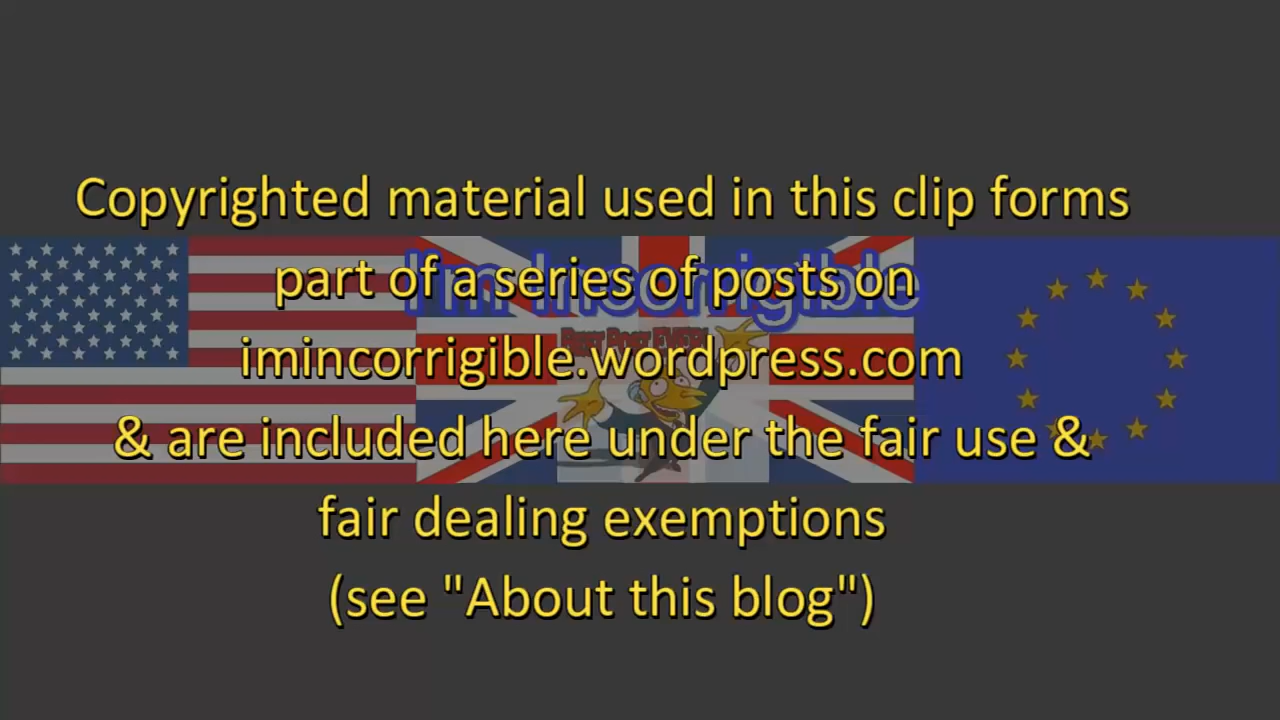 Copyrighted material used in this clip forms
I'm Incorrigible
part of a series of posts on
imincorrigible.wordpress.com
& are included here under the fair use &
fair dealing exemptions
(see "About this blog")